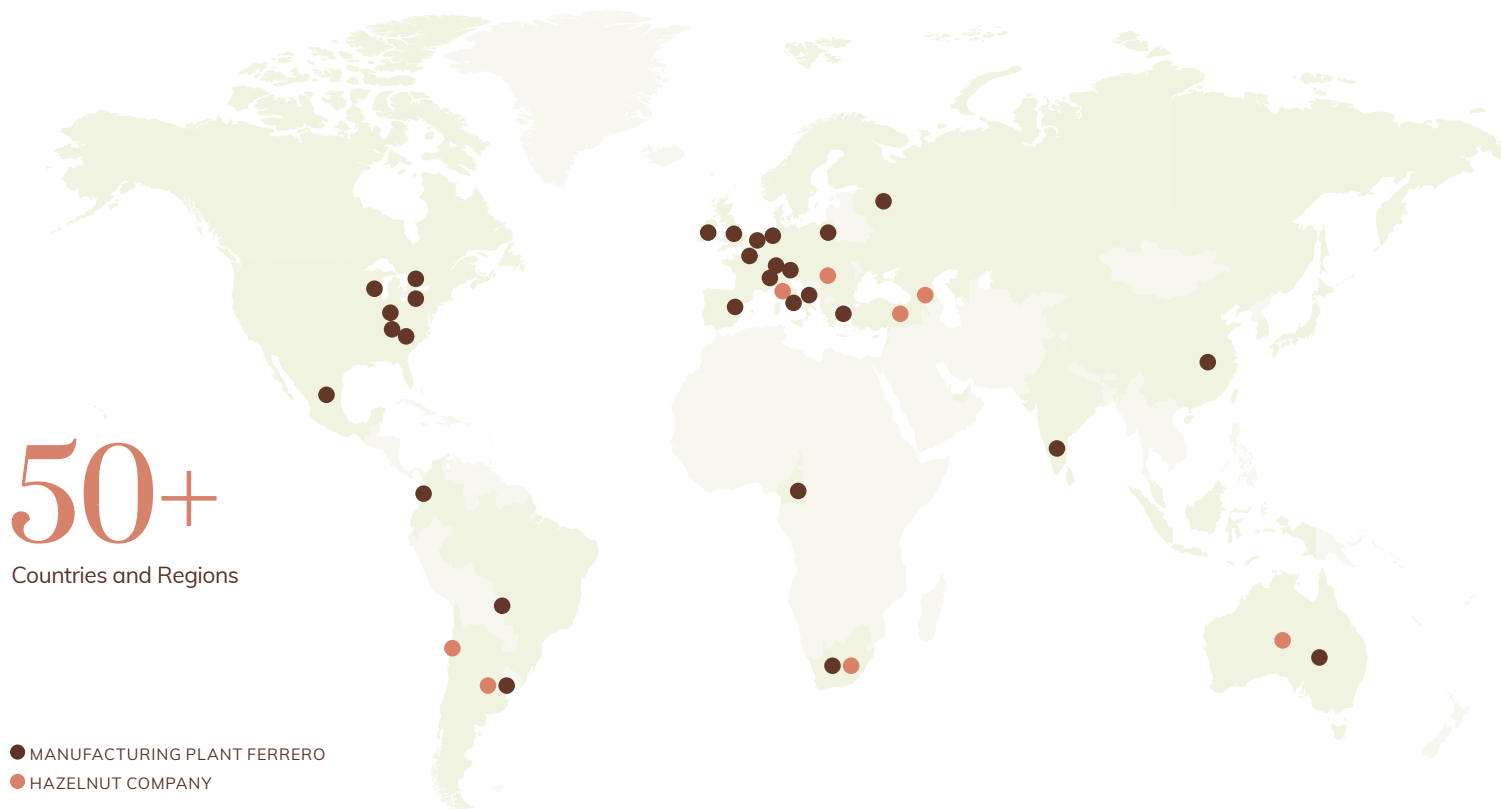 50+
Countries and Regions
MANUFACTURING PLANT FERRERO
HAZELNUT COMPANY